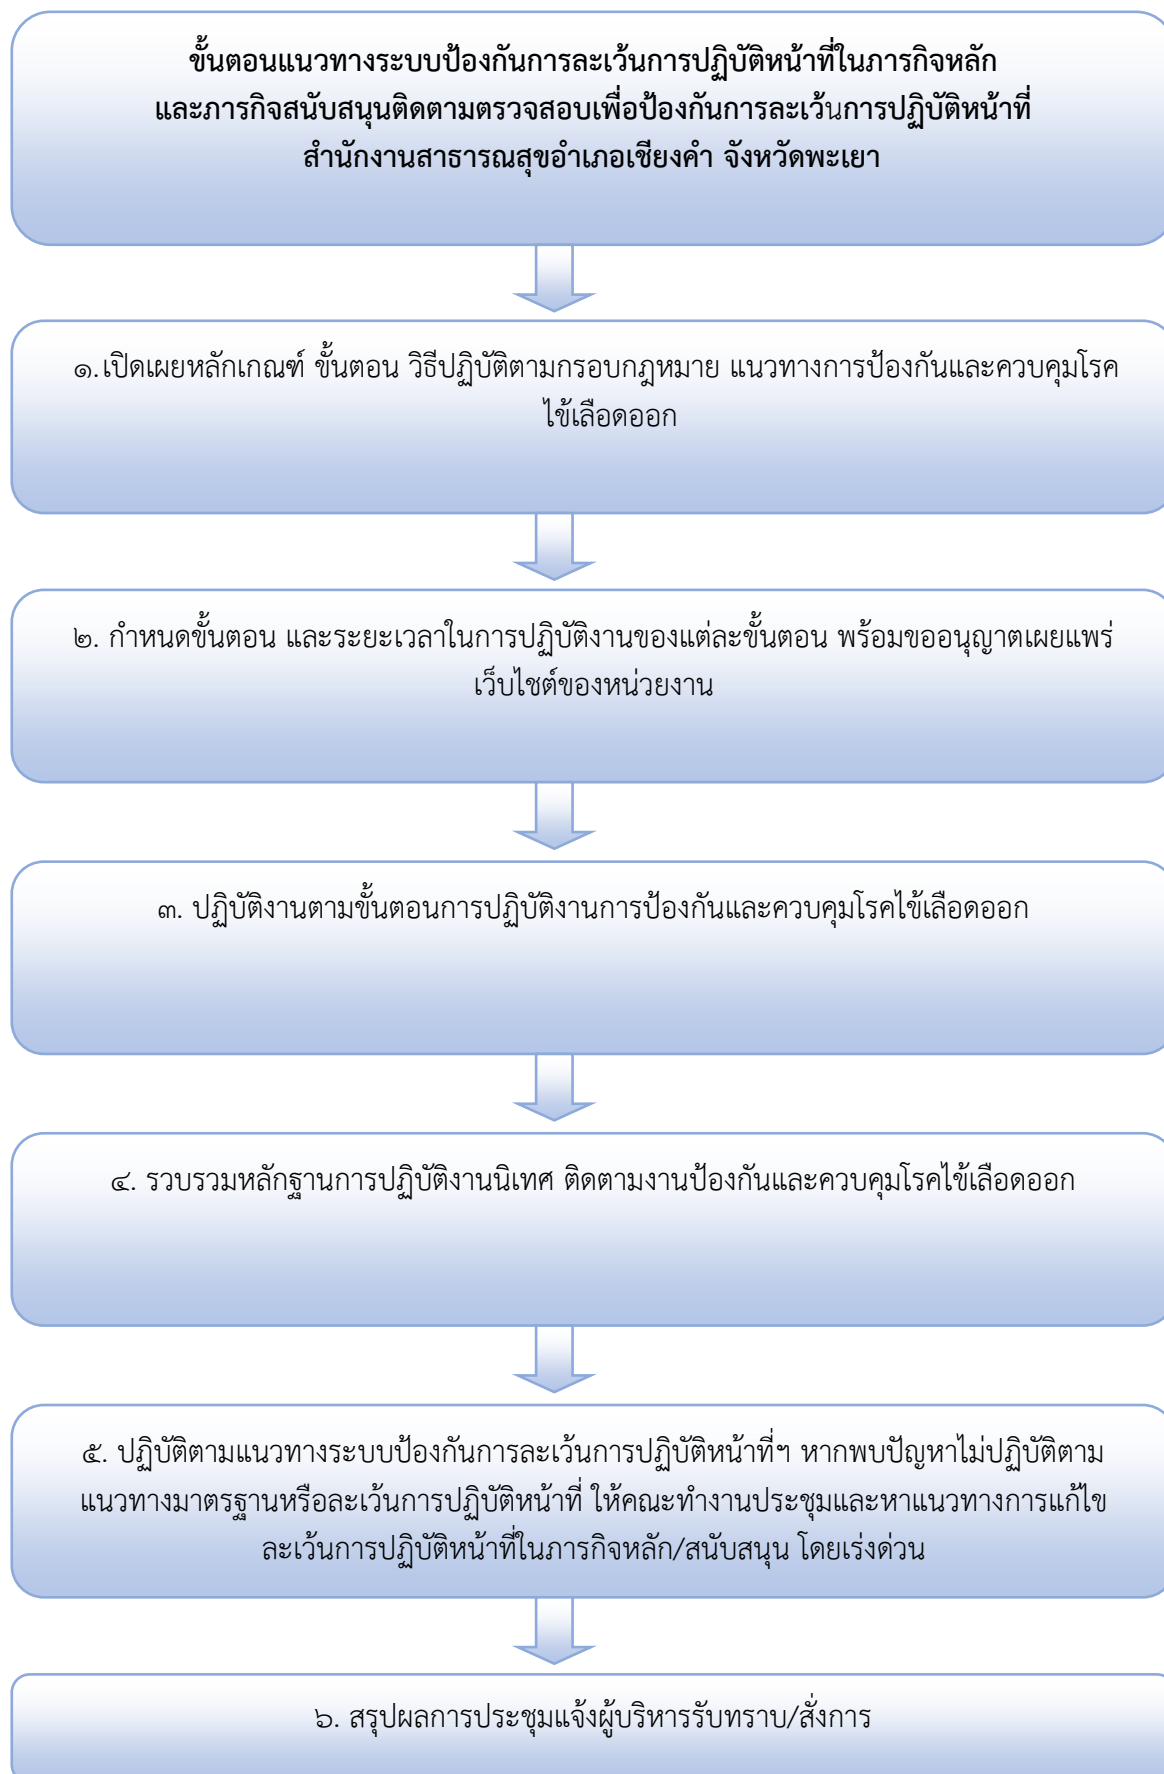 ขั้นตอนแนวทางระบบป้องกันการละเว้นการปฏิบัติหน้าที่ในภารกิจหลัก
และภารกิจสนับสนุนติดตามตรวจสอบเพื่อป้องกันการละเว้นการปฏิบัติหน้าที่
สำนักงานสาธารณสุขอำเภอเชียงคำ จังหวัดพะเยา
๑. เปิดเผยหลักเกณฑ์ ขั้นตอน วิธีปฏิบัติตามกรอบกฎหมาย แนวทางการป้องกันและควบคุมโรค
ไข้เลือดออก
๒. กำหนดขั้นตอน และระยะเวลาในการปฏิบัติงานของแต่ละขั้นตอน พร้อมขออนุญาตเผยแพร่
เว็บไซต์ของหน่วยงาน
๓. ปฏิบัติงานตามขั้นตอนการปฏิบัติงานการป้องกันและควบคุมโรคไข้เลือดออก
๔. รวบรวมหลักฐานการปฏิบัติงานนิเทศ ติดตามงานป้องกันและควบคุมโรคไข้เลือดออก
๕. ปฏิบัติตามแนวทางระบบป้องกันการละเว้นการปฏิบัติหน้าที่ฯ หากพบปัญหาไม่ปฏิบัติตาม
แนวทางมาตรฐานหรือละเว้นการปฏิบัติหน้าที่ ให้คณะทำงานประชุมและหาแนวทางการแก้ไข
ละเว้นการปฏิบัติหน้าที่ในภารกิจหลัก/สนับสนุน โดยเร่งด่วน
๖. สรุปผลการประชุมแจ้งผู้บริหารรับทราบ/สั่งการ